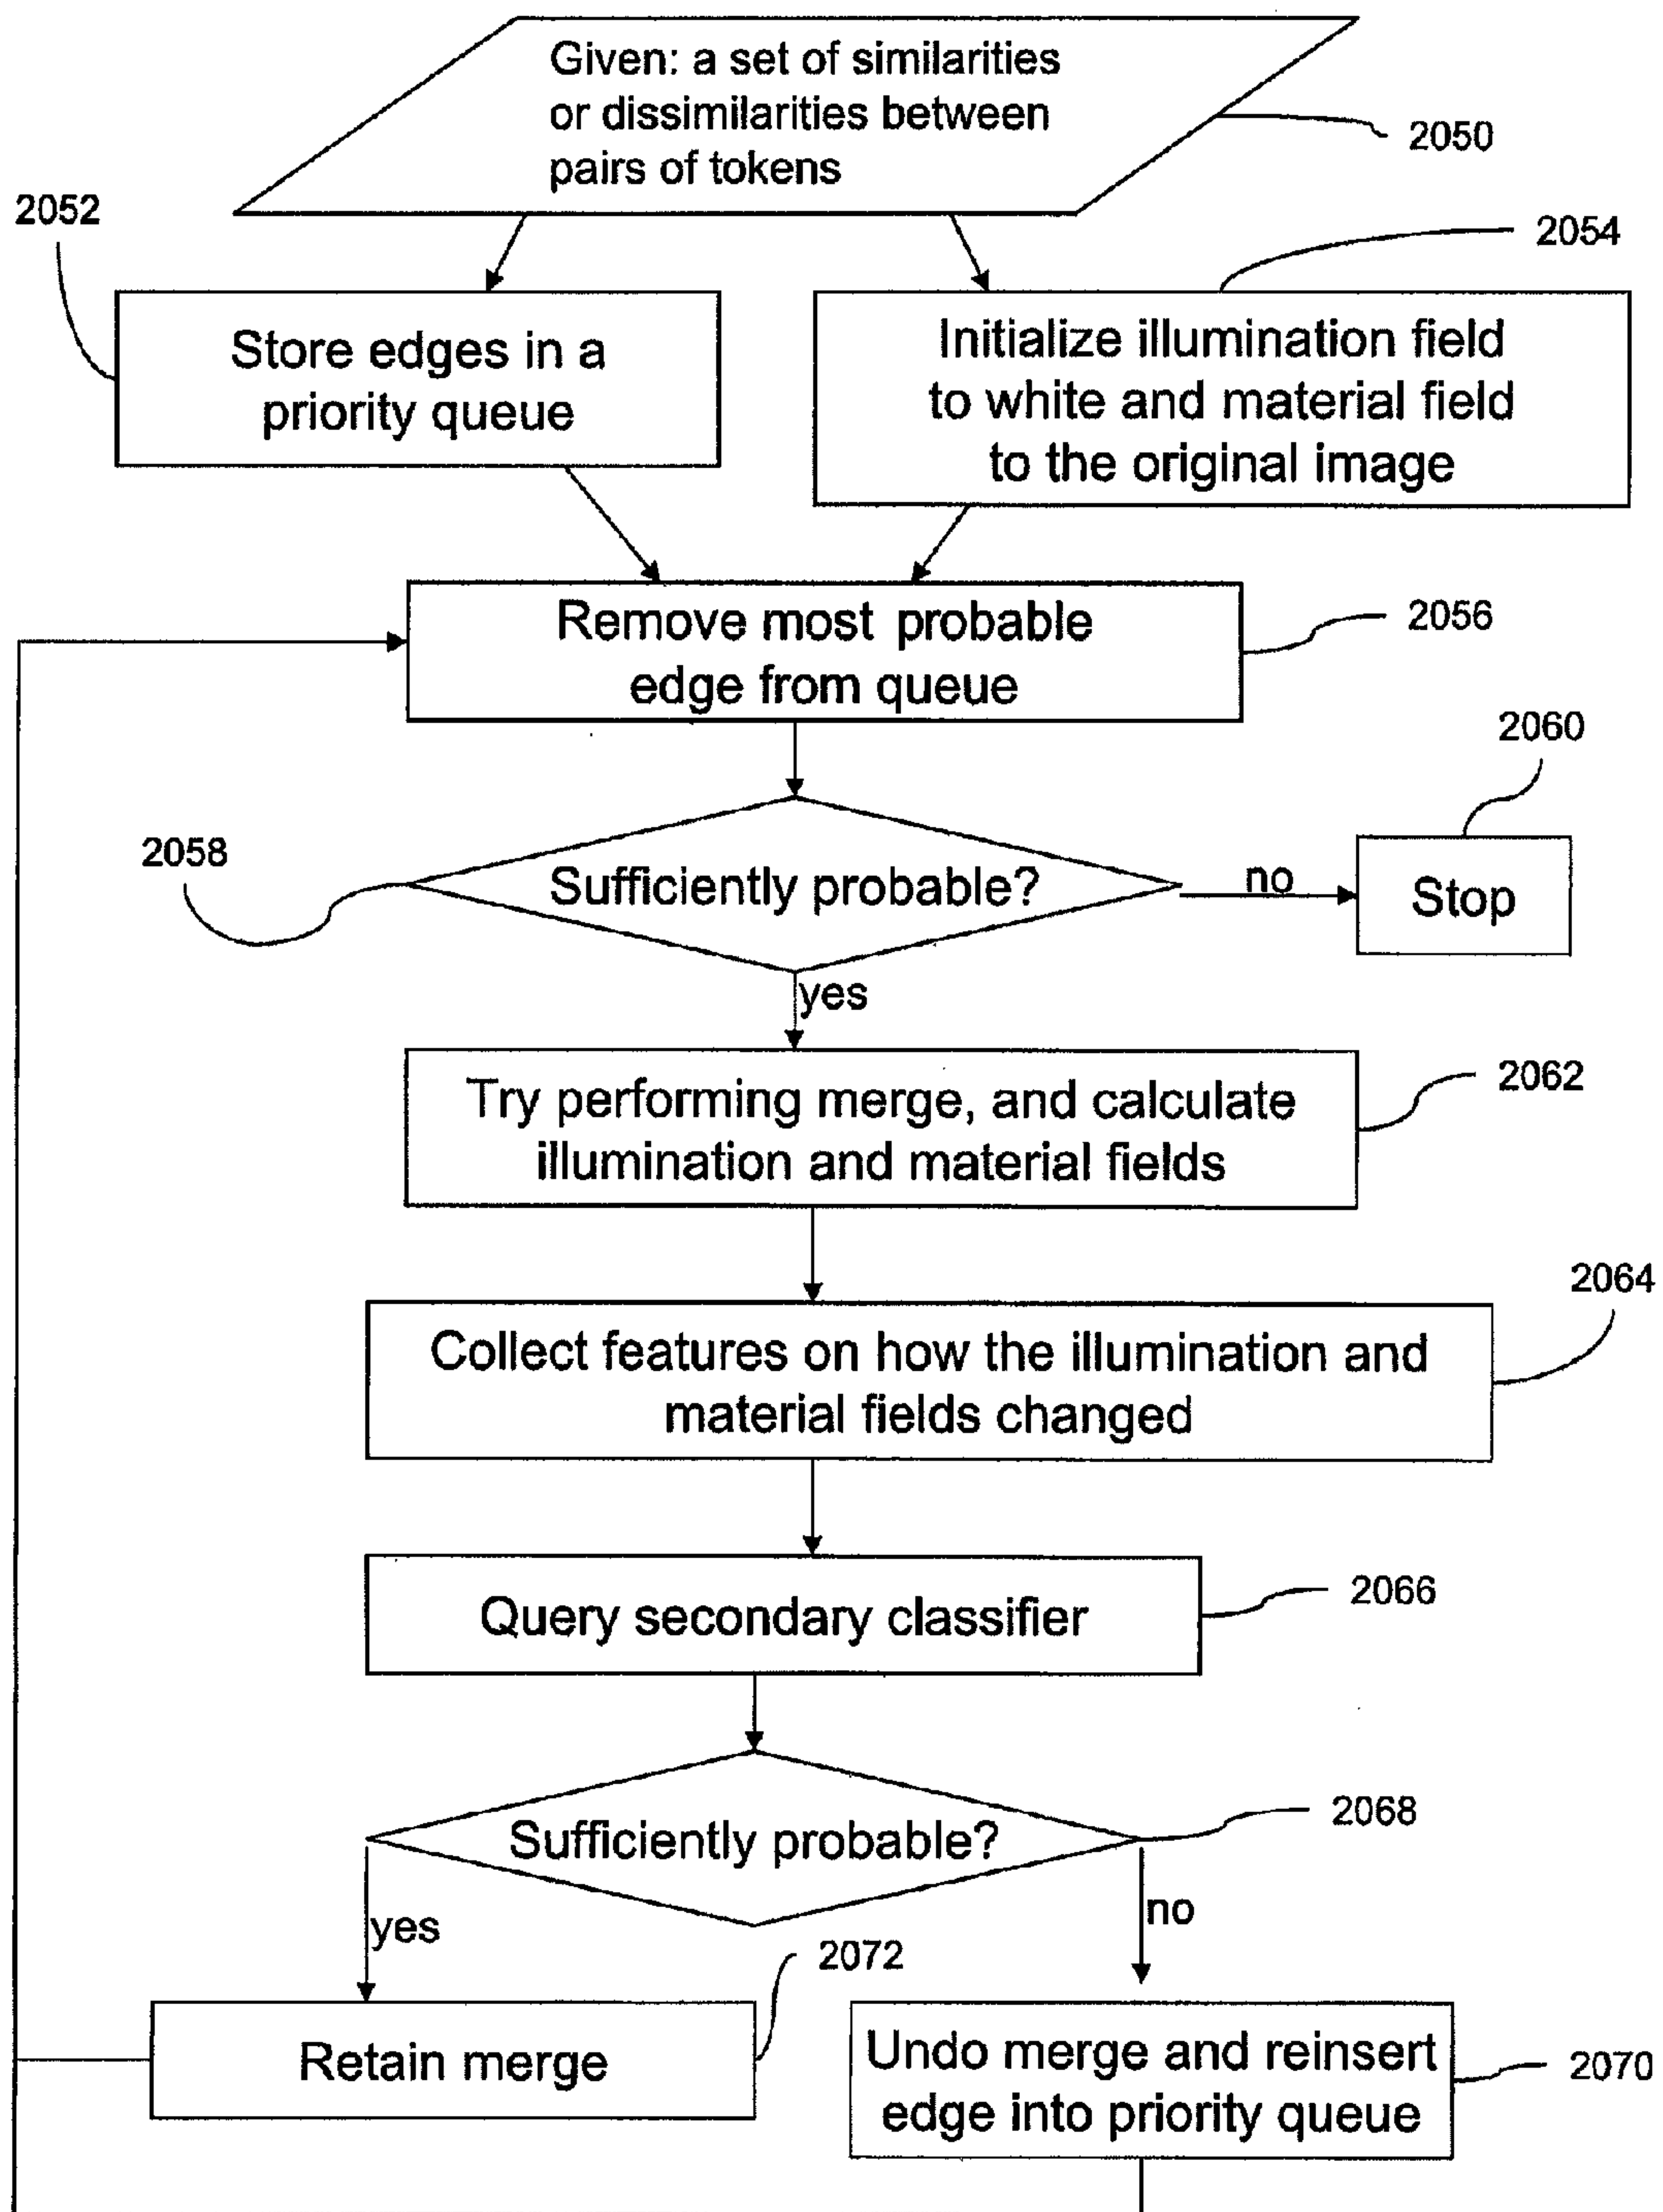 Given: a set of similarities
or dissimilarities between
pairs of tokens
2050
2052
2054
Store edges in a
priority queue
Initialize illumination field
to white and material field
to the original image
Remove most probable
edge from queue
2056
2060
2058
Sufficiently probable?
no
Stop
yes
Try performing merge, and calculate
illumination and material fields
2062
2064
Collect features on how the illumination and
material fields changed
Query secondary classifier
2066
Sufficiently probable?
2068
yes
no
2072
Retain merge
Undo merge and reinsert
edge into priority queue
2070